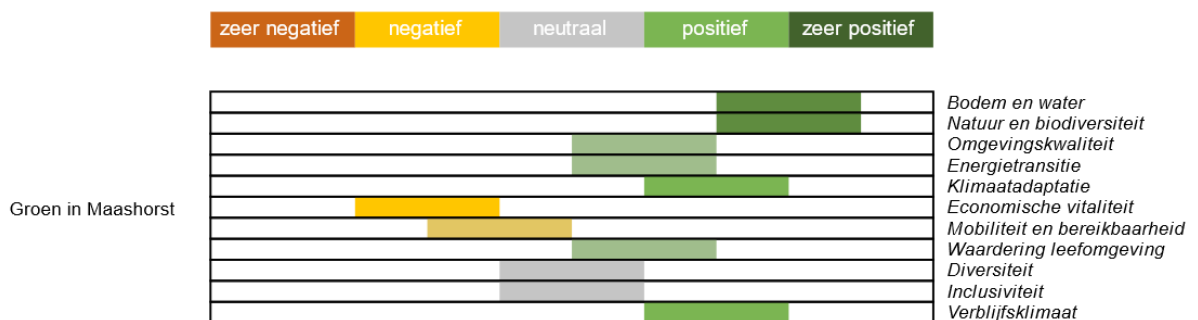 zeer negatief negatief neutraal positief zeer positief
Bodem en water
Natuur en biodiversiteit
Omgevingskwaliteit
Energietransitie
Klimaatadaptatie
Groen in Maashorst
Economische vitaliteit
Mobiliteit en bereikbaarheid
Waardering leefomgeving
Diversiteit
Inclusiviteit
Verblijfsklimaat